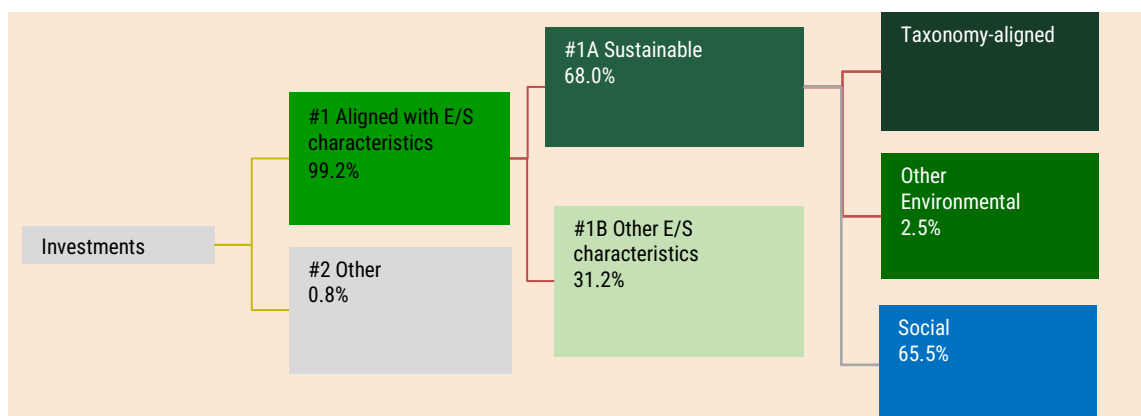 Investments
#1 Aligned with E/S
characteristics
99.2%
#2 Other
0.8%
#1A Sustainable
68.0%
#1B Other E/S
characteristics
31.2%
Taxonomy-aligned
Other
Environmental
2.5%
Social
65.5%